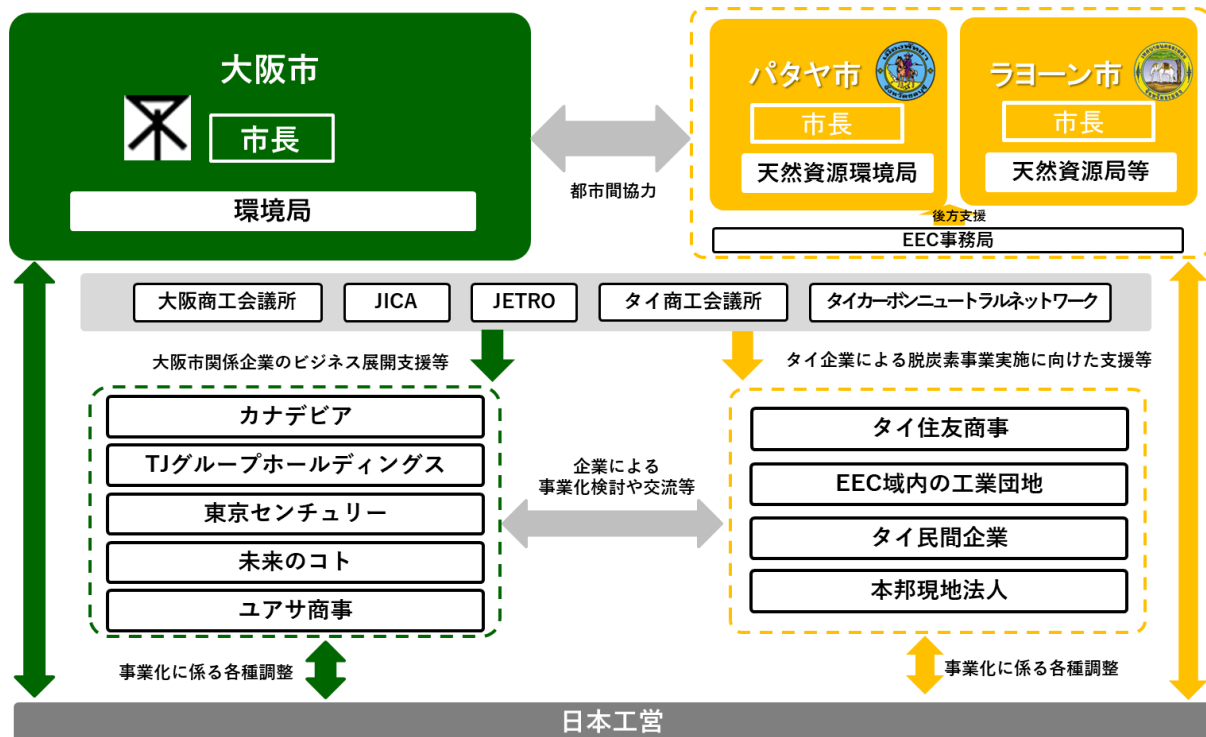 大阪市
市長
環境局
都市間協力
パタヤ市
市長
天然資源環境局
ラヨーン市
市長
天然資源局等
後方支援
EEC事務局
大阪商工会議所
JICA
JETRO
タイ商工会議所
タイカーボンニュートラルネットワーク
大阪市関係企業のビジネス展開支援等
タイ企業による脱炭素事業実施に向けた支援等
カナデビア
TJグループホールディングス
東京センチュリー
未来のコト
ユアサ商事
企業による
事業化検討や交流等
タイ住友商事
EEC域内の工業団地
タイ民間企業
本邦現地法人
事業化に係る各種調整
事業化に係る各種調整
日本工営